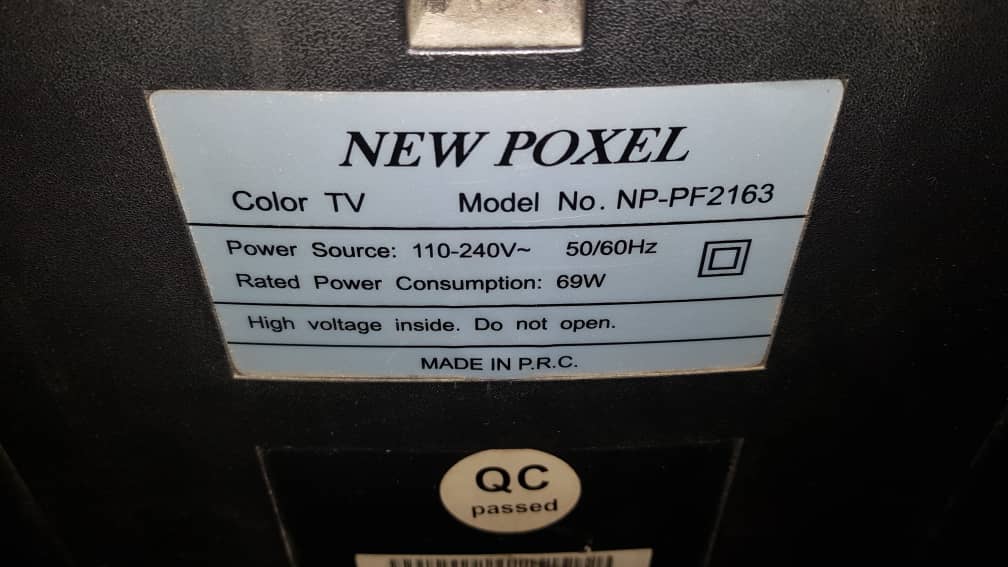 NEW POXEL
Color TV Model No. NP-PF2163
Power Source: 110-240V~ 50/60Hz
Rated Power Consumption: 69W
High voltage inside. Do not open.
MADE IN P.R.C.
QC
passed